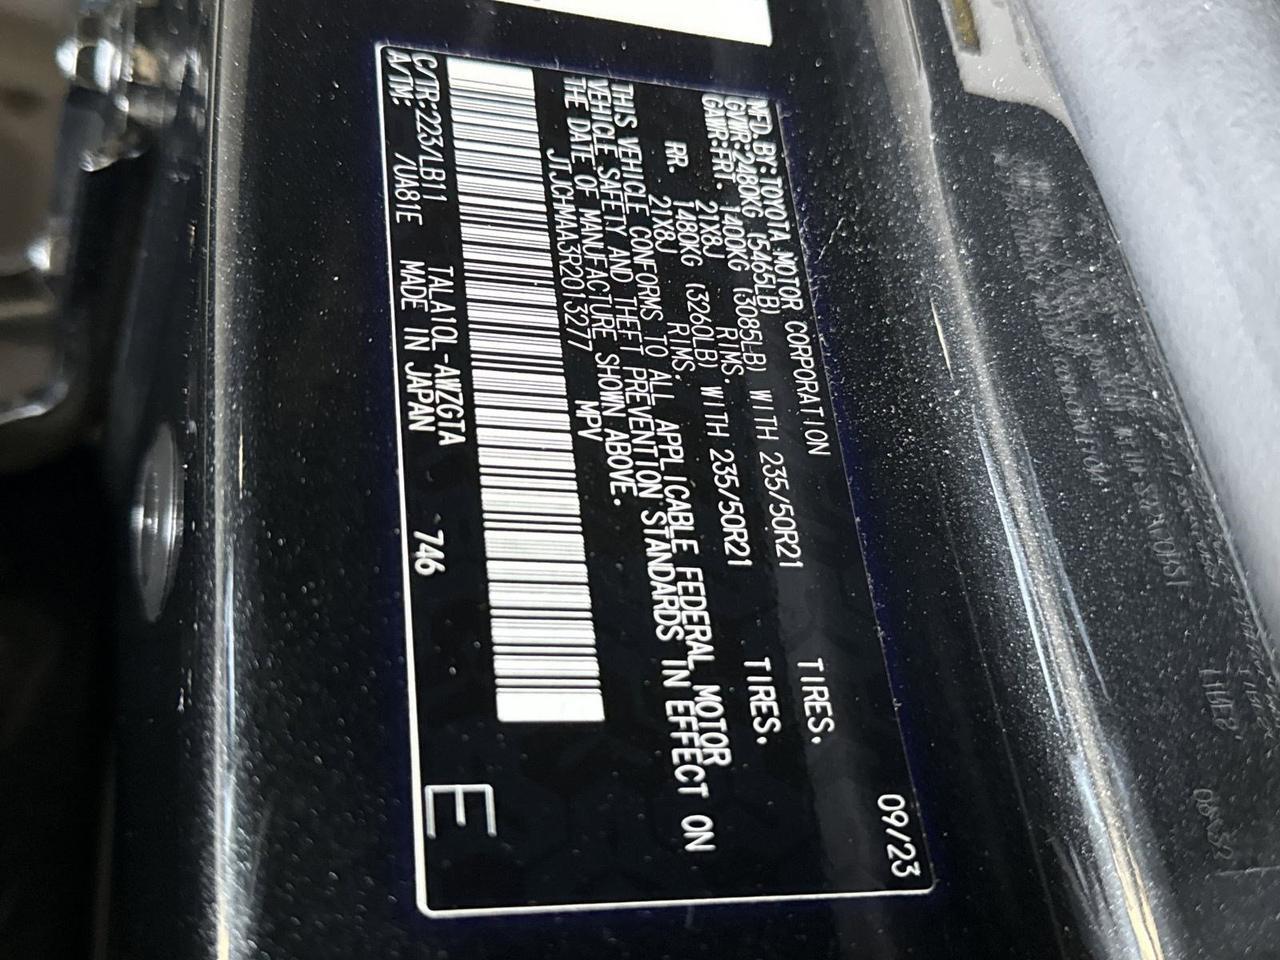 MFD. BY: TOYOTA MOTOR CORPORATION 09/23
GVWR: 2480KG (5465LB)
GAWR: FRT. 1400KG (3085LB) WITH 235/50R21 TIRES.
21X8J RIMS.
RR. 1480KG (3260LB) WITH 235/50R21 TIRES.
21X8J RIMS.
THIS VEHICLE CONFORMS TO ALL APPLICABLE FEDERAL MOTOR
VEHICLE SAFETY AND THEFT PREVENTION STANDARDS IN EFFECT ON
THE DATE OF MANUFACTURE SHOWN ABOVE.
JTJCHMAA3R2013277 MPV
C/TR: 223/LB11 TALA10L-AWZGTA
A/TM: /UA81E MADE IN JAPAN 746
E